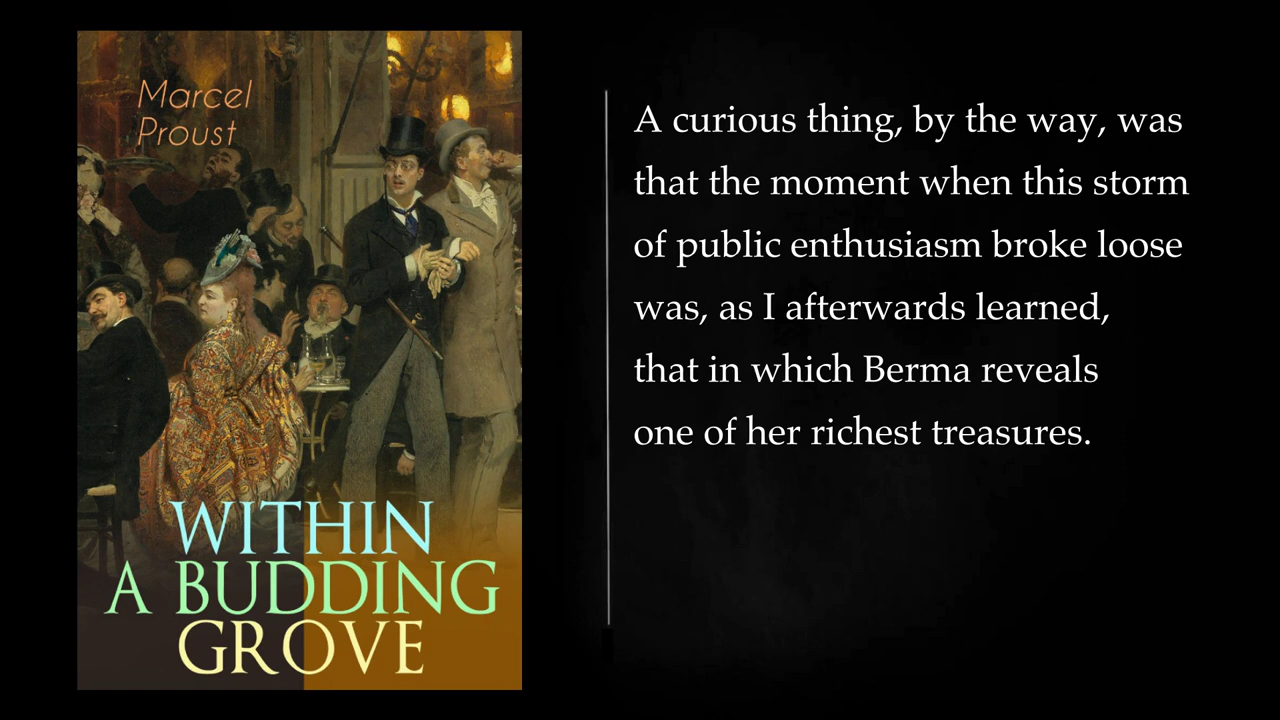 Marcel
Proust
WITHIN
A BUDDING
GROVE
A curious thing, by the way, was
that the moment when this storm
of public enthusiasm broke loose
was, as I afterwards learned,
that in which Berma reveals
one of her richest treasures.